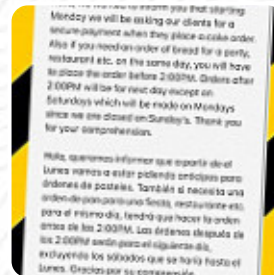 Monday we will be asking our clients for a
secure payment when they place a cake order.
Also if you need an order of bread for a party,
restaurant etc. on the same day, you will have
to place the order before 2:00PM. Orders after
2:00PM will be for next day except on
Saturdays which will be made on Mondays
since we are closed on Sunday's. Thank you
for your comprehension.
Hola, queremos informar que apartir de el
Lunes vamos a estar pidiendo anticipos para
órdenes de pasteles. También si necesita una
orden de pan para una fiesta, restaurante etc.
para el mismo día, tendrá que hacer la orden
antes de las 2:00PM. Las órdenes después de
las 2:00PM serán para el siguiente día,
excluyendo los sábados que se haría hasta el
Lunes. Gracias por su comprensión